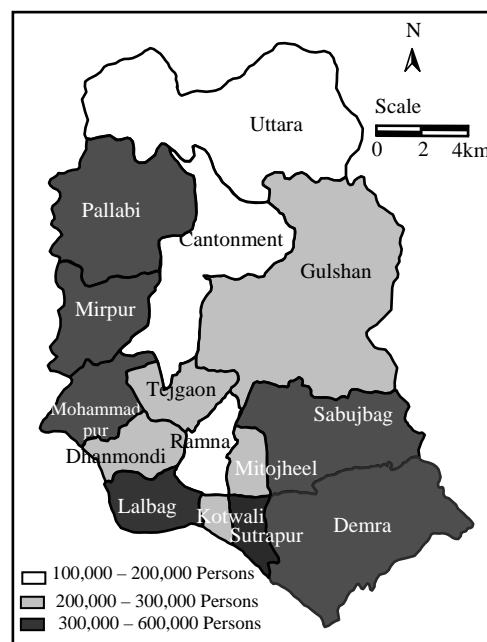 N
Scale
0 2 4km
Uttara
Pallabi
Cantonment
Gulshan
Mirpur
Tejgaon
Mohammad
pur
Sabujbag
Ramna
Dhanmondi
Mitojheel
Lalbag
Kotwali
Sutrapur
Demra
100,000 – 200,000 Persons
200,000 – 300,000 Persons
300,000 – 600,000 Persons